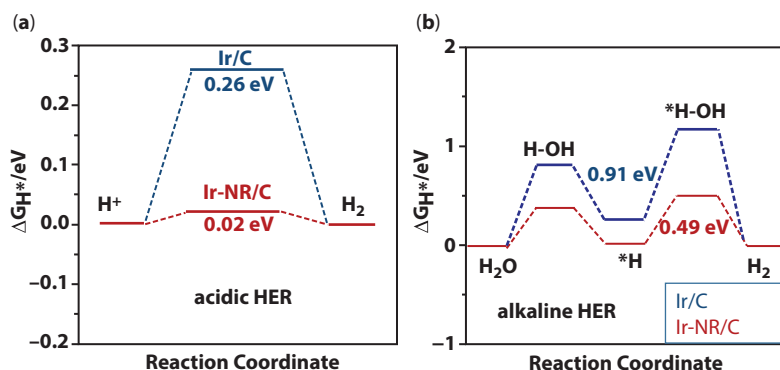 (a)
ΔG_H*/eV
0.3
0.2
0.1
0.0
−0.1
−0.2
Ir/C
0.26 eV
Ir-NR/C
0.02 eV
H+
H2
acidic HER
Reaction Coordinate
(b)
ΔG_H*/eV
2
1
0
−1
H-OH
*H-OH
0.91 eV
0.49 eV
H2O
*H
H2
alkaline HER
Ir/C
Ir-NR/C
Reaction Coordinate